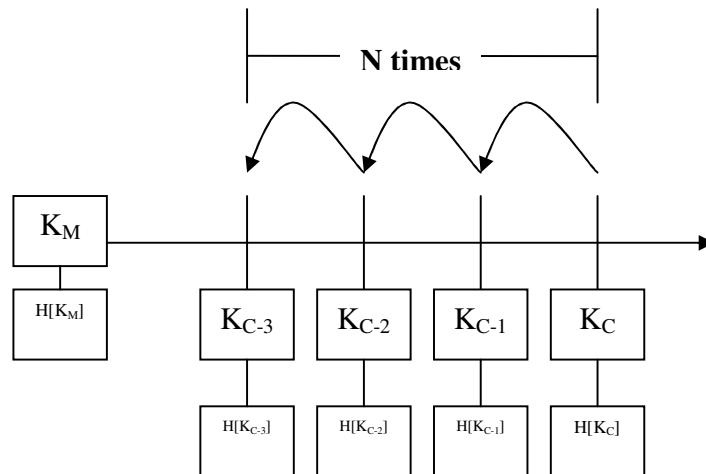 N times
K_M
H[K_M]
K_C-3 K_C-2 K_C-1 K_C
H[K_C-3] H[K_C-2] H[K_C-1] H[K_C]